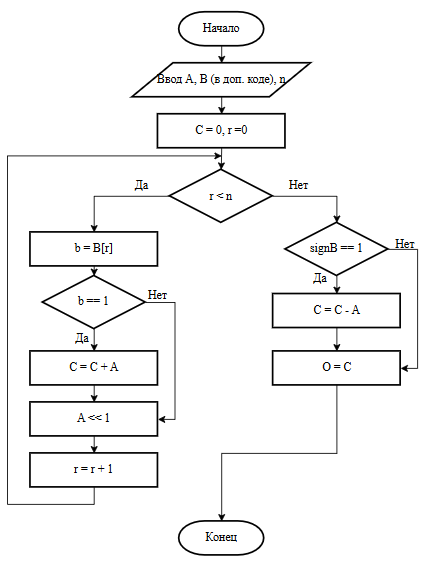 Начало
Ввод A, B (в доп. коде), n
C = 0, r =0
r < n
Да
Нет
b = B[r]
signB == 1
Нет
Да
b == 1
Нет
Да
C = C - A
C = C + A
O = C
A << 1
r = r + 1
Конец